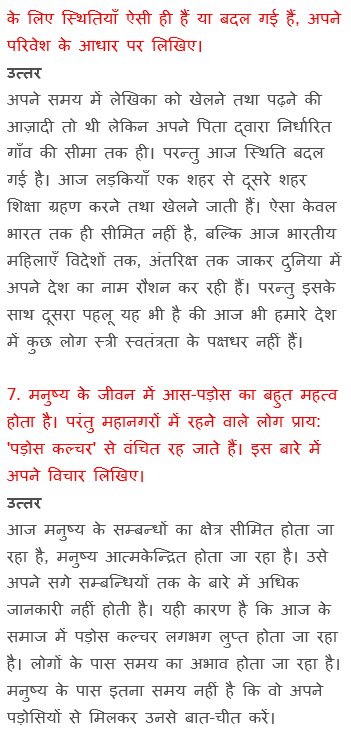 के लिए स्थितियाँ ऐसी ही हैं या बदल गई हैं, अपने
परिवेश के आधार पर लिखिए।
उत्तर
अपने समय में लेखिका को खेलने तथा पढ़ने की
आज़ादी तो थी लेकिन अपने पिता द्वारा निर्धारित
गाँव की सीमा तक ही। परन्तु आज स्थिति बदल
गई है। आज लड़कियाँ एक शहर से दूसरे शहर
शिक्षा ग्रहण करने तथा खेलने जाती हैं। ऐसा केवल
भारत तक ही सीमित नहीं है, बल्कि आज भारतीय
महिलाएँ विदेशों तक, अंतरिक्ष तक जाकर दुनिया में
अपने देश का नाम रौशन कर रही हैं। परन्तु इसके
साथ दूसरा पहलू यह भी है की आज भी हमारे देश
में कुछ लोग स्त्री स्वतंत्रता के पक्षधर नहीं हैं।
7. मनुष्य के जीवन में आस-पड़ोस का बहुत महत्व
होता है। परंतु महानगरों में रहने वाले लोग प्राय:
'पड़ोस कल्चर' से वंचित रह जाते हैं। इस बारे में
अपने विचार लिखिए।
उत्तर
आज मनुष्य के सम्बन्धों का क्षेत्र सीमित होता जा
रहा है, मनुष्य आत्मकेन्द्रित होता जा रहा है। उसे
अपने सगे सम्बन्धियों तक के बारे में अधिक
जानकारी नहीं होती है। यही कारण है कि आज के
समाज में पड़ोस कल्चर लगभग लुप्त होता जा रहा
है। लोगों के पास समय का अभाव होता जा रहा है।
मनुष्य के पास इतना समय नहीं है कि वो अपने
पड़ोसियों से मिलकर उनसे बात-चीत करें।